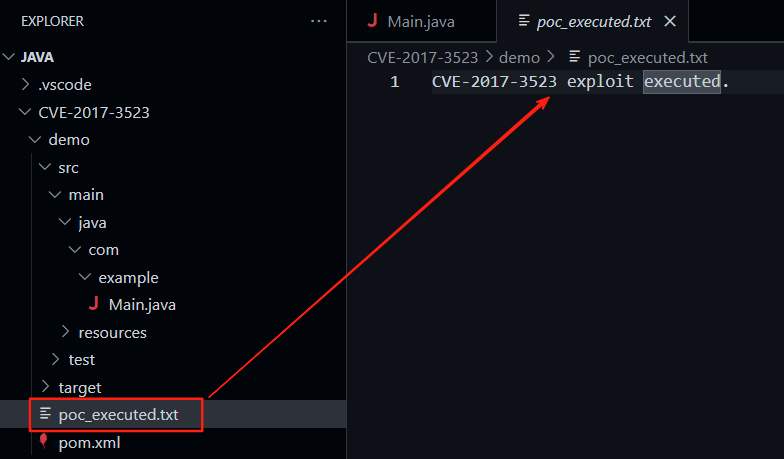 EXPLORER ...
JAVA
.vscode
CVE-2017-3523
demo
src
main
java
com
example
J Main.java
resources
test
target
poc_executed.txt
pom.xml
J Main.java
poc_executed.txt
CVE-2017-3523 > demo > poc_executed.txt
1 CVE-2017-3523 exploit executed.